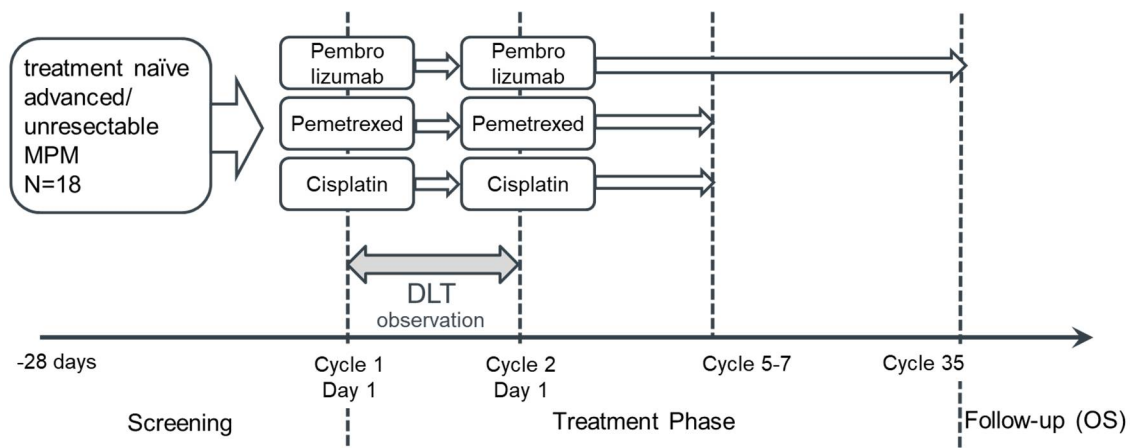 treatment naïve
advanced/
unresectable
MPM
N=18
Pembro
lizumab
Pembro
lizumab
Pemetrexed
Pemetrexed
Cisplatin
Cisplatin
DLT
observation
-28 days
Cycle 1
Day 1
Cycle 2
Day 1
Cycle 5-7
Cycle 35
Screening
Treatment Phase
Follow-up (OS)